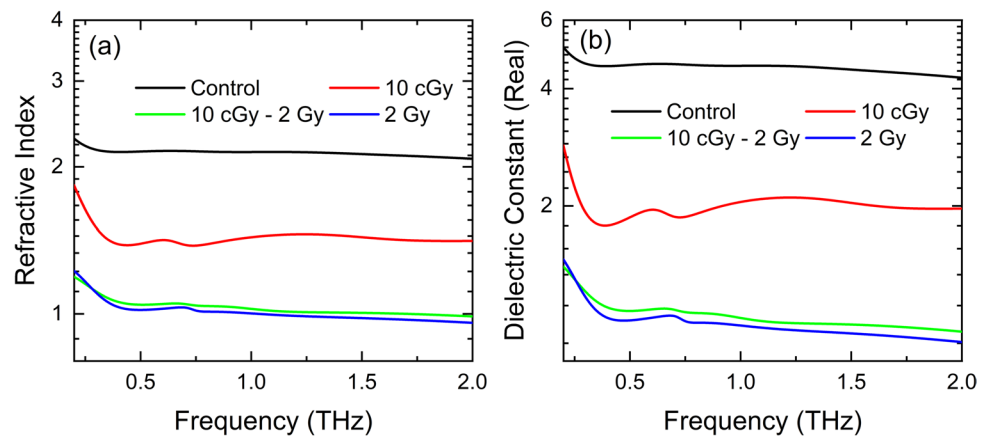 (a)
4
3
2
1
Refractive Index
Control
10 cGy
10 cGy - 2 Gy
2 Gy
0.5
1.0
1.5
2.0
Frequency (THz)
(b)
6
4
2
Dielectric Constant (Real)
Control
10 cGy
10 cGy - 2 Gy
2 Gy
0.5
1.0
1.5
2.0
Frequency (THz)